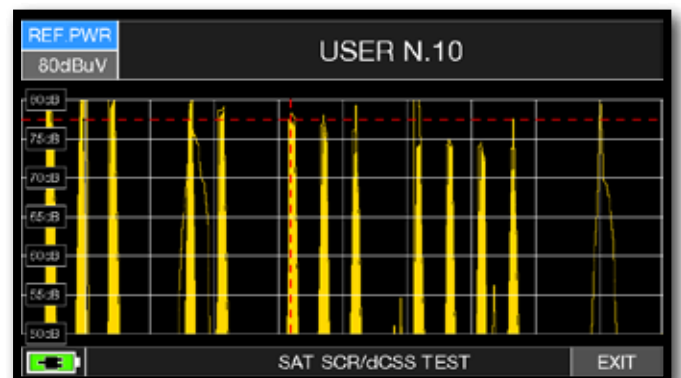 REF.PWR
80dBuV
USER N.10
80dB
75dB
70dB
65dB
60dB
55dB
50dB
SAT SCR/dCSS TEST
EXIT